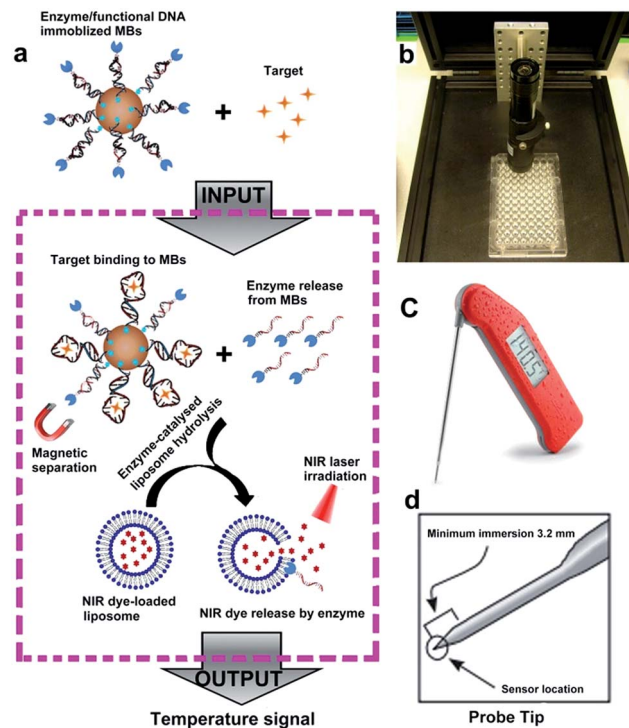 Enzyme/functional DNA
immoblized MBs
a
Target
+
INPUT
Target binding to MBs
Enzyme release
from MBs
+
Magnetic
separation
Enzyme-catalysed
liposome hydrolysis
NIR laser
irradiation
NIR dye-loaded
liposome
NIR dye release by enzyme
OUTPUT
Temperature signal
b
C
140.5
d
Minimum immersion 3.2 mm
Sensor location
Probe Tip